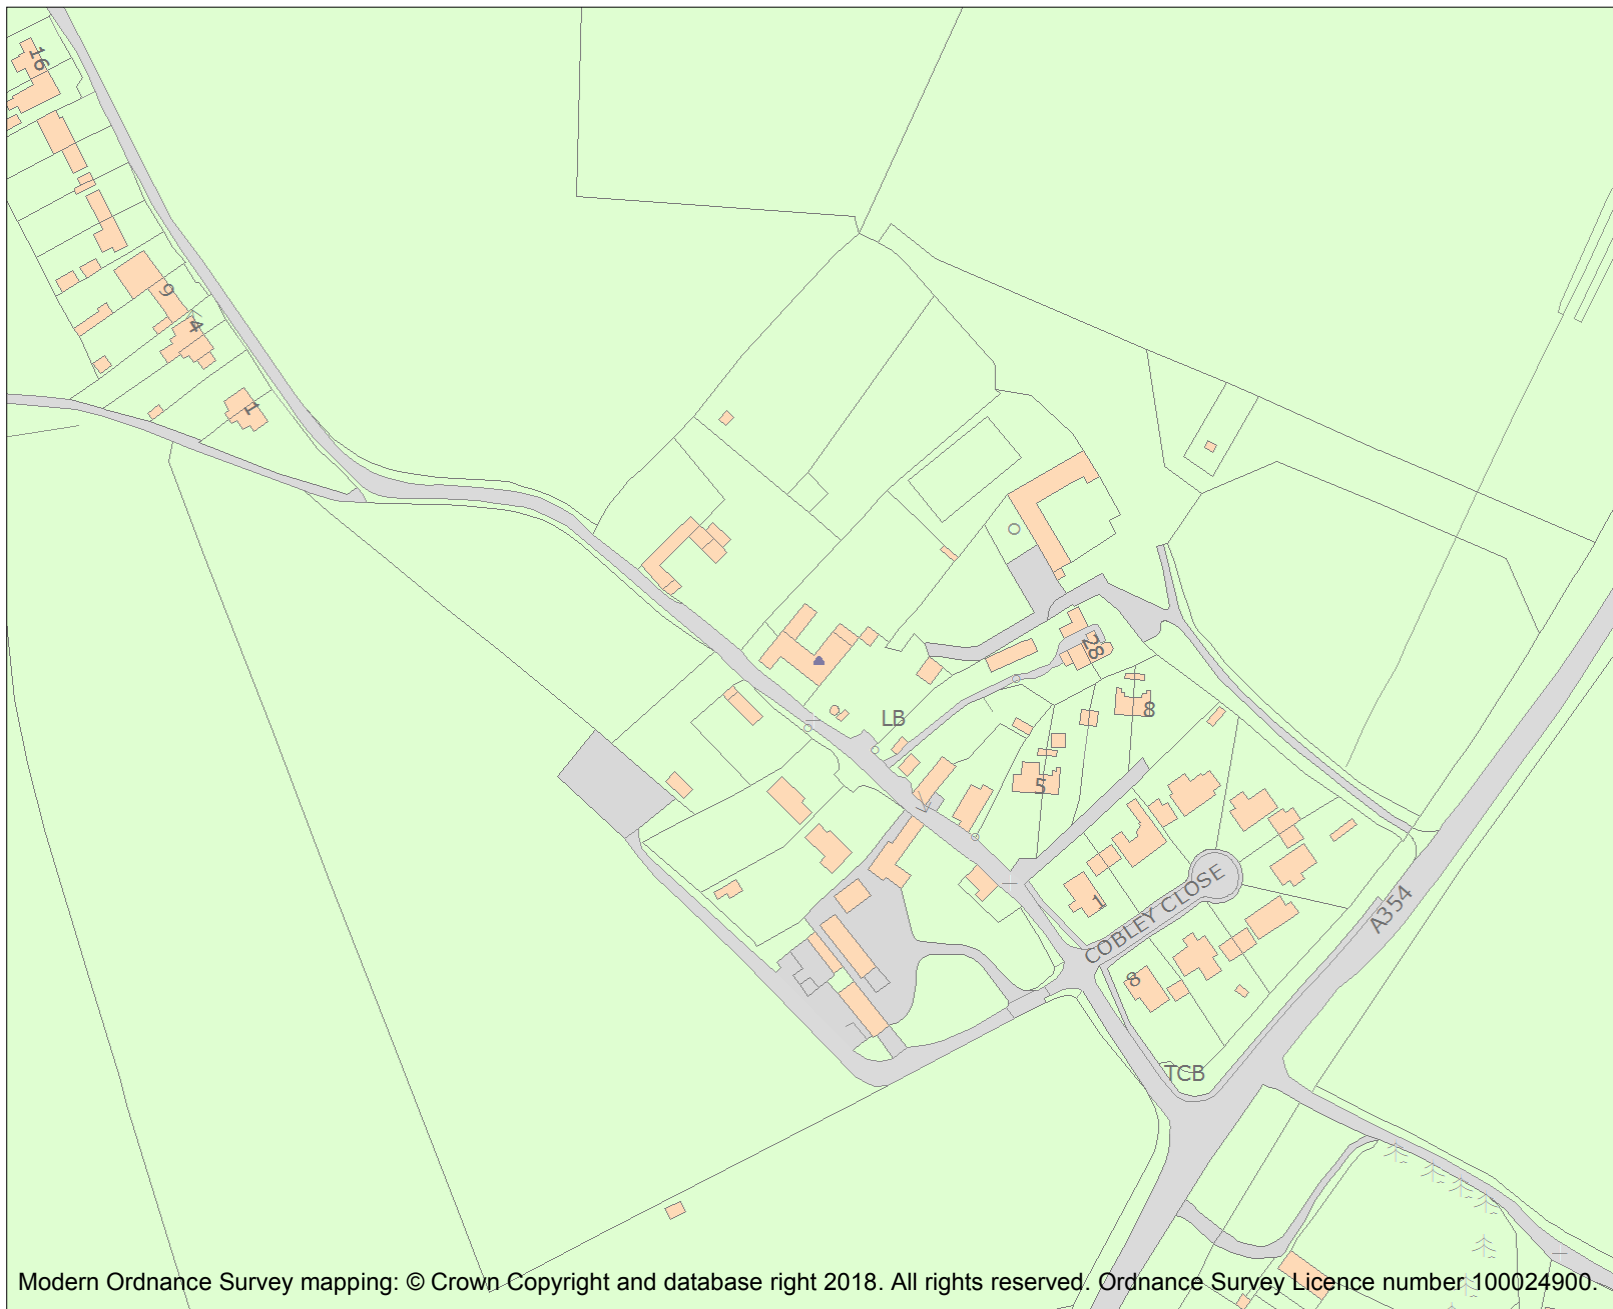 16
9
4
1
28
8
LB
5
1
COBLEY CLOSE
A354
8
TCB
Modern Ordnance Survey mapping: © Crown Copyright and database right 2018. All rights reserved. Ordnance Survey Licence number 100024900.